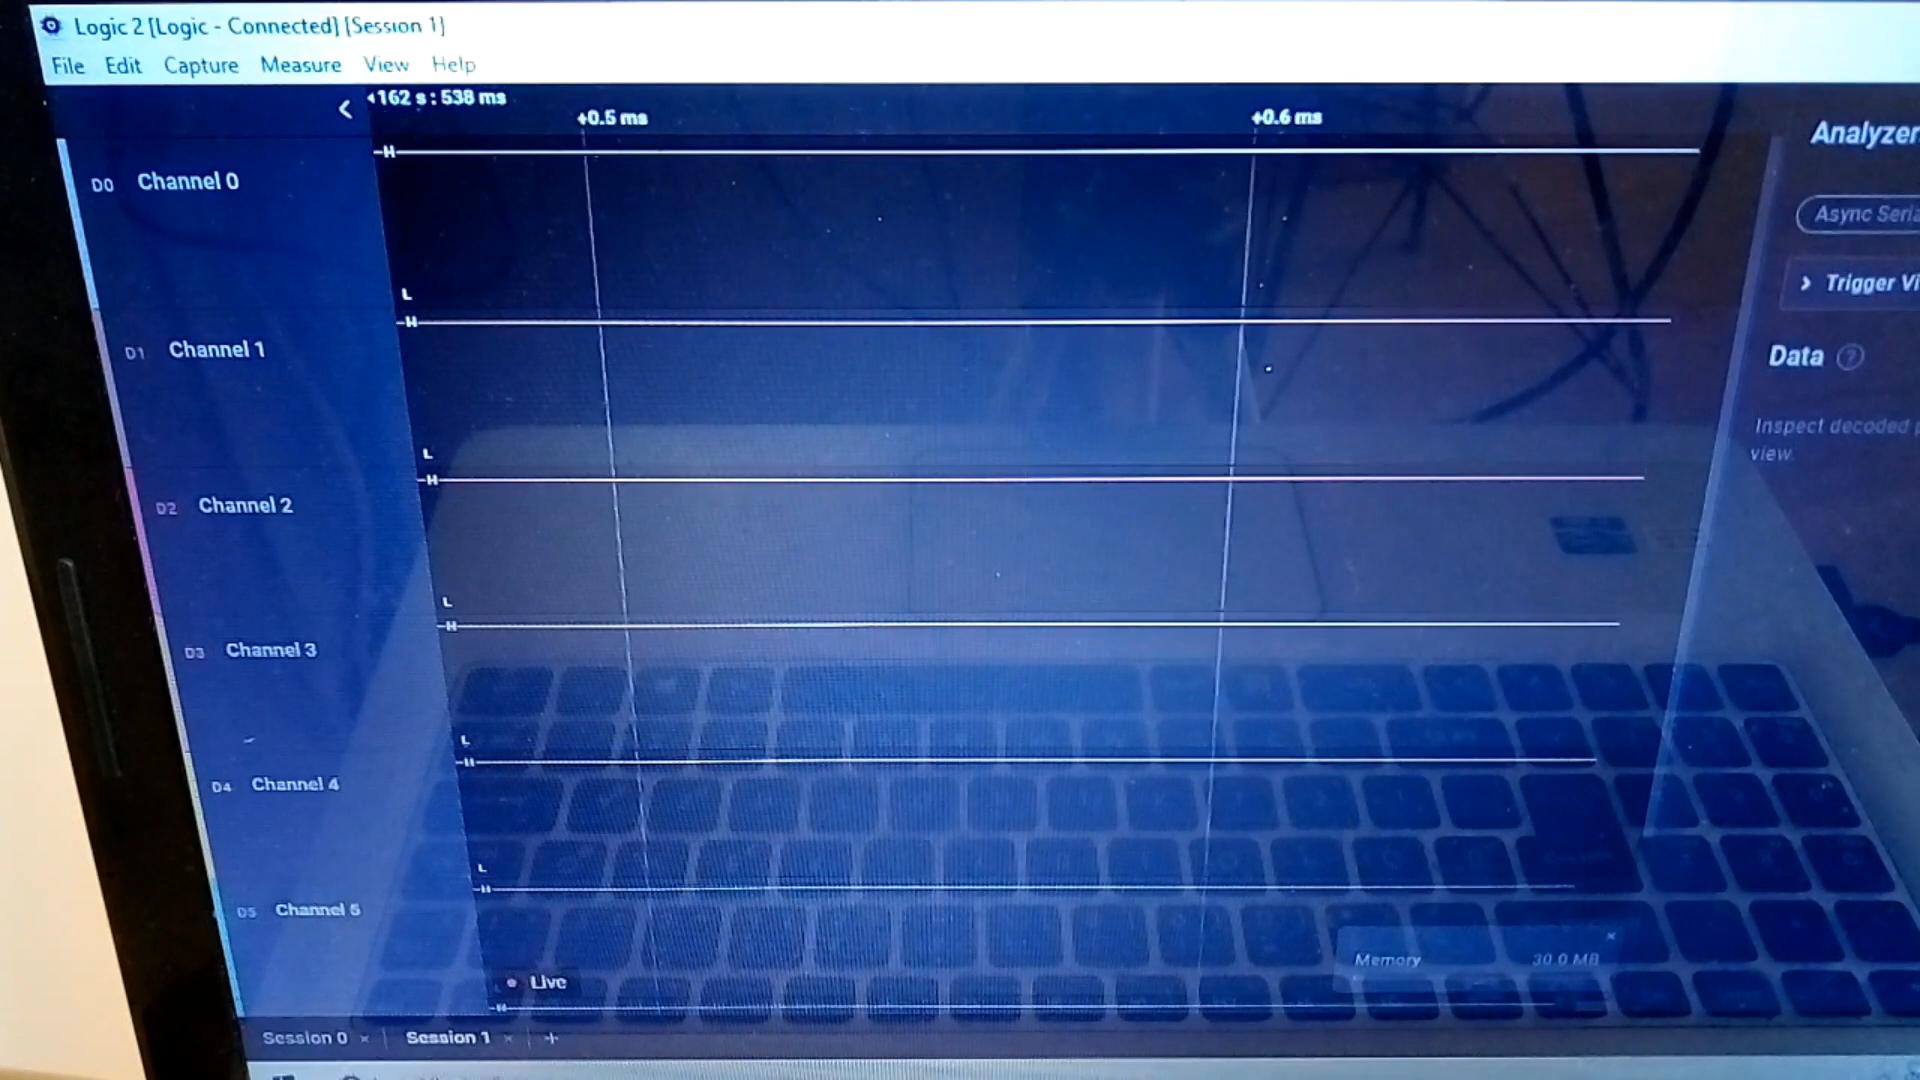 Logic 2 [Logic - Connected] [Session 1]
File Edit Capture Measure View Help
162 s : 538 ms
+0.5 ms +0.6 ms
H
D0 Channel 0
L
H
D1 Channel 1
L
H
D2 Channel 2
L
H
D3 Channel 3
L
H
D4 Channel 4
L
H
D5 Channel 5
Live
H
Memory 30.0 MB
Session 0 × Session 1 × +
Analyzer
Async Seria
> Trigger Vi
Data ?
Inspect decoded p
view.